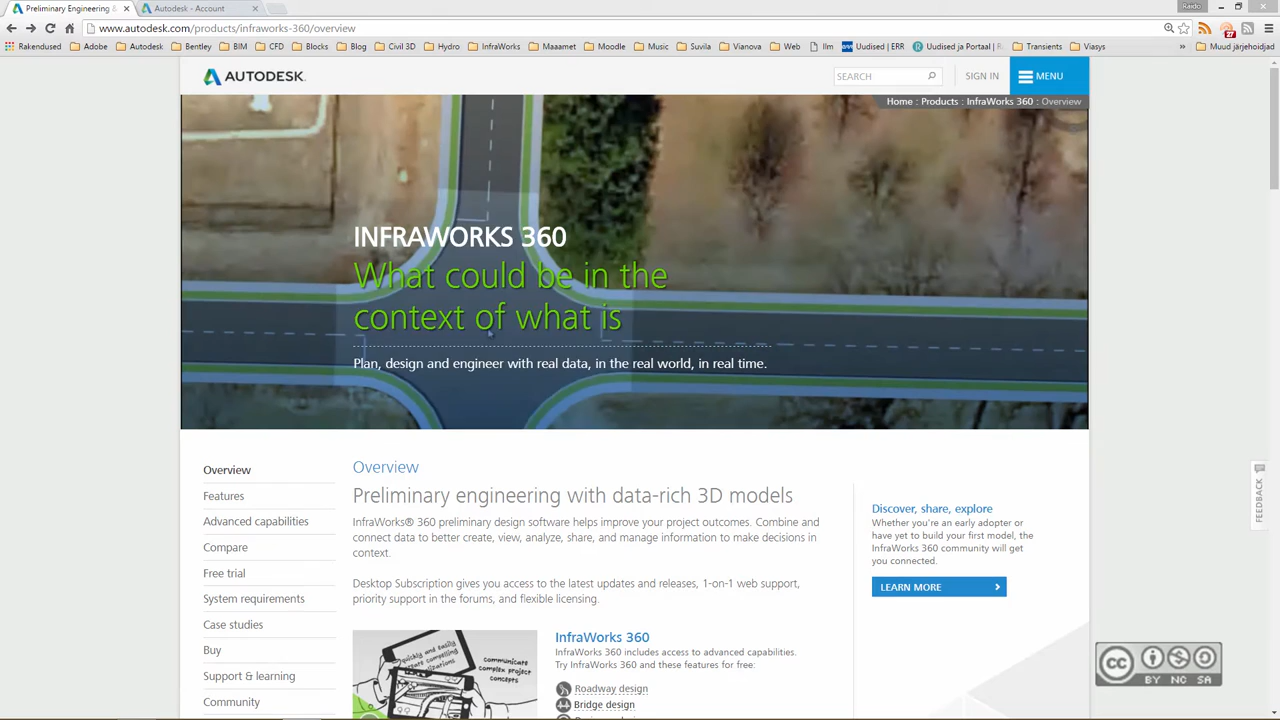 Preliminary Engineering &
Autodesk - Account
Raido
www.autodesk.com/products/infraworks-360/overview
Rakendused
Adobe
Autodesk
Bentley
BIM
CFD
Blocks
Blog
Civil 3D
Hydro
InfraWorks
Maaamet
Moodle
Music
Suvila
Vianova
Web
Ilm
Uudised | ERR
Uudised ja Portaal | R
Transients
Viasys
»
Muud järjehoidjad
27
AUTODESK.
SEARCH
SIGN IN
MENU
Home : Products : InfraWorks 360 : Overview
INFRAWORKS 360
What could be in the
context of what is
Plan, design and engineer with real data, in the real world, in real time.
Overview
Features
Advanced capabilities
Compare
Free trial
System requirements
Case studies
Buy
Support & learning
Community
Overview
Preliminary engineering with data-rich 3D models
InfraWorks® 360 preliminary design software helps improve your project outcomes. Combine and
connect data to better create, view, analyze, share, and manage information to make decisions in
context.
Desktop Subscription gives you access to the latest updates and releases, 1-on-1 web support,
priority support in the forums, and flexible licensing.
communicate
complex project
concepts
InfraWorks 360
InfraWorks 360 includes access to advanced capabilities.
Try InfraWorks 360 and these features for free:
Roadway design
Bridge design
Discover, share, explore
Whether you're an early adopter or
have yet to build your first model, the
InfraWorks 360 community will get
you connected.
LEARN MORE
FEEDBACK
cc
BY NC SA